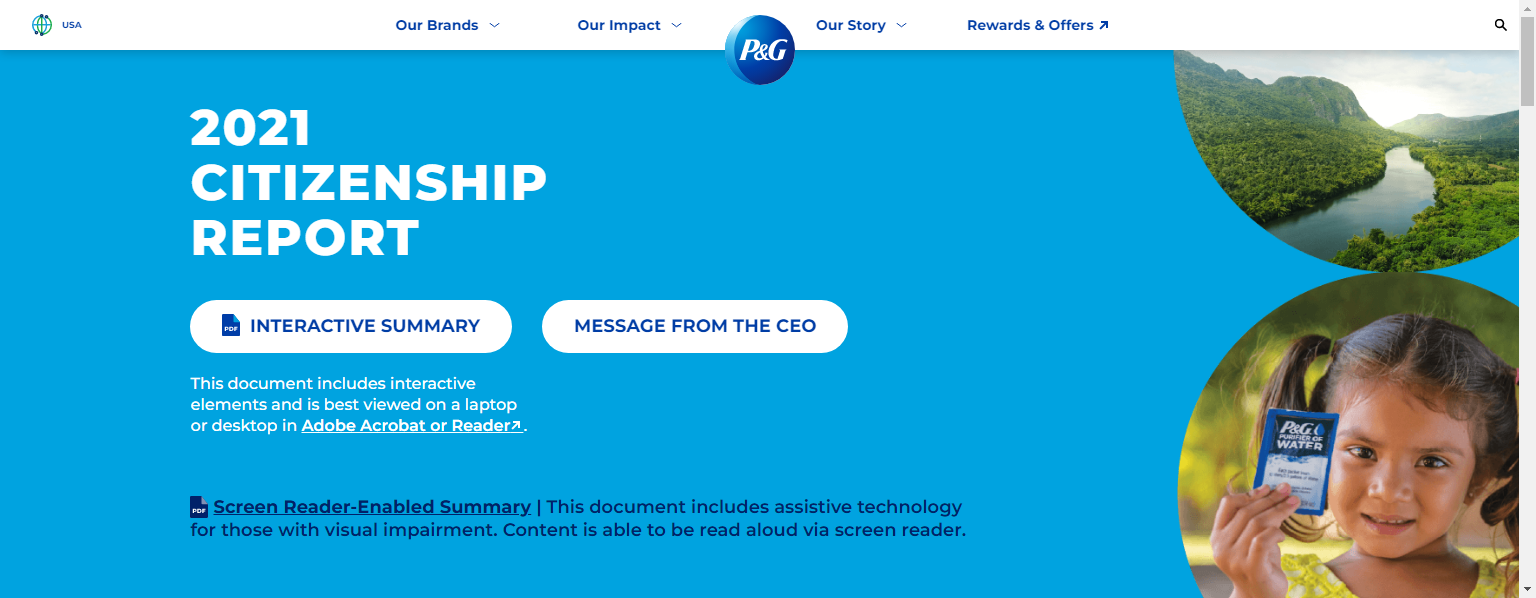 USA
Our Brands
Our Impact
P&G
Our Story
Rewards & Offers
2021
CITIZENSHIP
REPORT
PDF INTERACTIVE SUMMARY
MESSAGE FROM THE CEO
This document includes interactive
elements and is best viewed on a laptop
or desktop in Adobe Acrobat or Reader.
PDF Screen Reader-Enabled Summary | This document includes assistive technology
for those with visual impairment. Content is able to be read aloud via screen reader.
P&G
PURIFIER OF
WATER